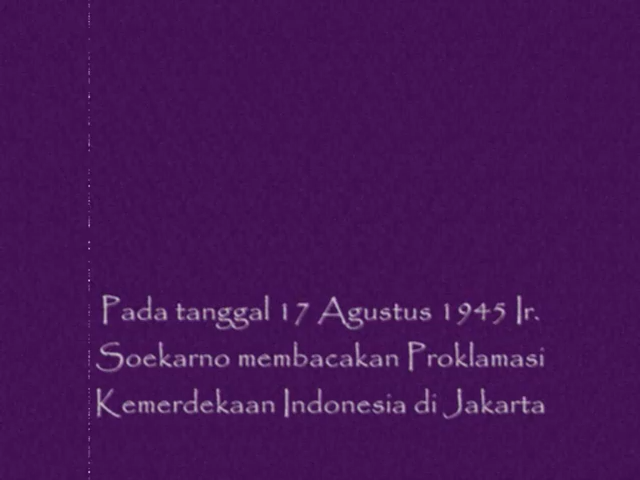 Pada tanggal 17 Agustus 1945 Ir.
Soekarno membacakan Proklamasi
Kemerdekaan Indonesia di Jakarta